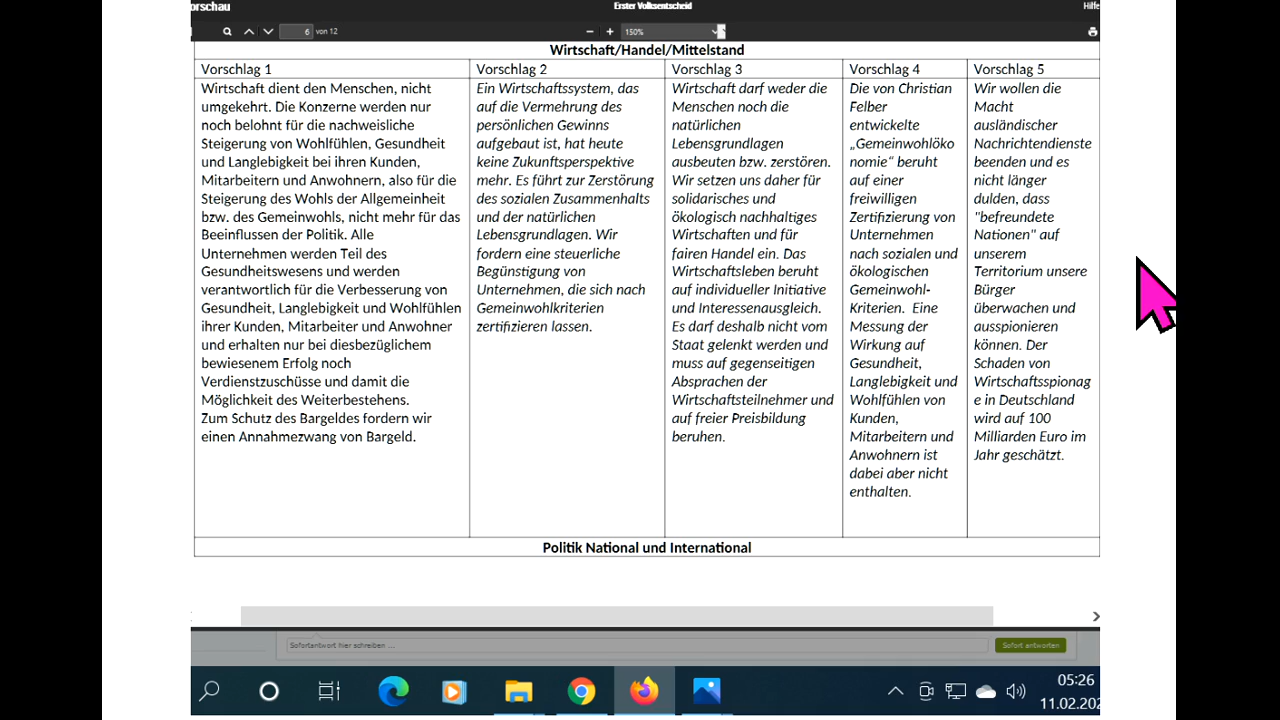 orschau
Erster Volksentscheid
Hilfe
6 von 12
150%
Wirtschaft/Handel/Mittelstand
Vorschlag 1
Wirtschaft dient den Menschen, nicht
umgekehrt. Die Konzerne werden nur
noch belohnt für die nachweisliche
Steigerung von Wohlfühlen, Gesundheit
und Langlebigkeit bei ihren Kunden,
Mitarbeitern und Anwohnern, also für die
Steigerung des Wohls der Allgemeinheit
bzw. des Gemeinwohls, nicht mehr für das
Beeinflussen der Politik. Alle
Unternehmen werden Teil des
Gesundheitswesens und werden
verantwortlich für die Verbesserung von
Gesundheit, Langlebigkeit und Wohlfühlen
ihrer Kunden, Mitarbeiter und Anwohner
und erhalten nur bei diesbezüglichem
bewiesenem Erfolg noch
Verdienstzuschüsse und damit die
Möglichkeit des Weiterbestehens.
Zum Schutz des Bargeldes fordern wir
einen Annahmezwang von Bargeld.
Vorschlag 2
Ein Wirtschaftssystem, das
auf die Vermehrung des
persönlichen Gewinns
aufgebaut ist, hat heute
keine Zukunftsperspektive
mehr. Es führt zur Zerstörung
des sozialen Zusammenhalts
und der natürlichen
Lebensgrundlagen. Wir
fordern eine steuerliche
Begünstigung von
Unternehmen, die sich nach
Gemeinwohlkriterien
zertifizieren lassen.
Vorschlag 3
Wirtschaft darf weder die
Menschen noch die
natürlichen
Lebensgrundlagen
ausbeuten bzw. zerstören.
Wir setzen uns daher für
solidarisches und
ökologisch nachhaltiges
Wirtschaften und für
fairen Handel ein. Das
Wirtschaftsleben beruht
auf individueller Initiative
und Interessenausgleich.
Es darf deshalb nicht vom
Staat gelenkt werden und
muss auf gegenseitigen
Absprachen der
Wirtschaftsteilnehmer und
auf freier Preisbildung
beruhen.
Vorschlag 4
Die von Christian
Felber
entwickelte
„Gemeinwohlöko
nomie“ beruht
auf einer
freiwilligen
Zertifizierung von
Unternehmen
nach sozialen und
ökologischen
Gemeinwohl-
Kriterien. Eine
Messung der
Wirkung auf
Gesundheit,
Langlebigkeit und
Wohlfühlen von
Kunden,
Mitarbeitern und
Anwohnern ist
dabei aber nicht
enthalten.
Vorschlag 5
Wir wollen die
Macht
ausländischer
Nachrichtendienste
beenden und es
nicht länger
dulden, dass
"befreundete
Nationen" auf
unserem
Territorium unsere
Bürger
überwachen und
ausspionieren
können. Der
Schaden von
Wirtschaftsspionag
e in Deutschland
wird auf 100
Milliarden Euro im
Jahr geschätzt.
Politik National und International
Sofortantwort hier schreiben ...
Sofort antworten
05:26
11.02.202